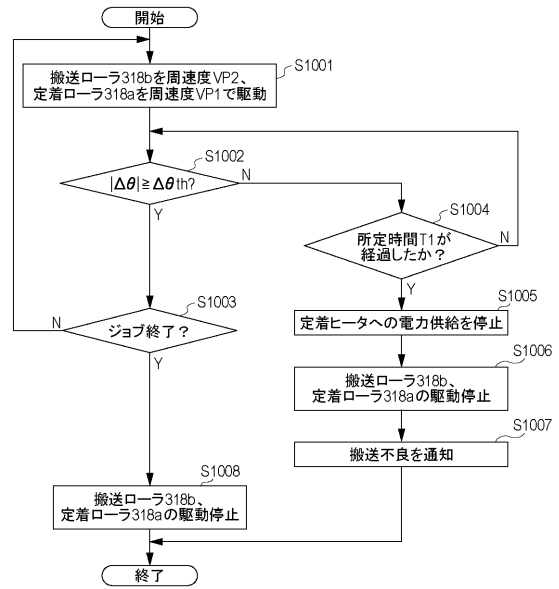 開始
S1001
搬送ローラ318bを周速度VP2、
定着ローラ318aを周速度VP1で駆動
S1002
|Δθ|≧Δθth?
N
Y
S1004
所定時間T1が
経過したか?
N
Y
S1003
ジョブ終了?
N
Y
S1005
定着ヒータへの電力供給を停止
S1006
搬送ローラ318b、
定着ローラ318aの駆動停止
S1007
搬送不良を通知
S1008
搬送ローラ318b、
定着ローラ318aの駆動停止
終了